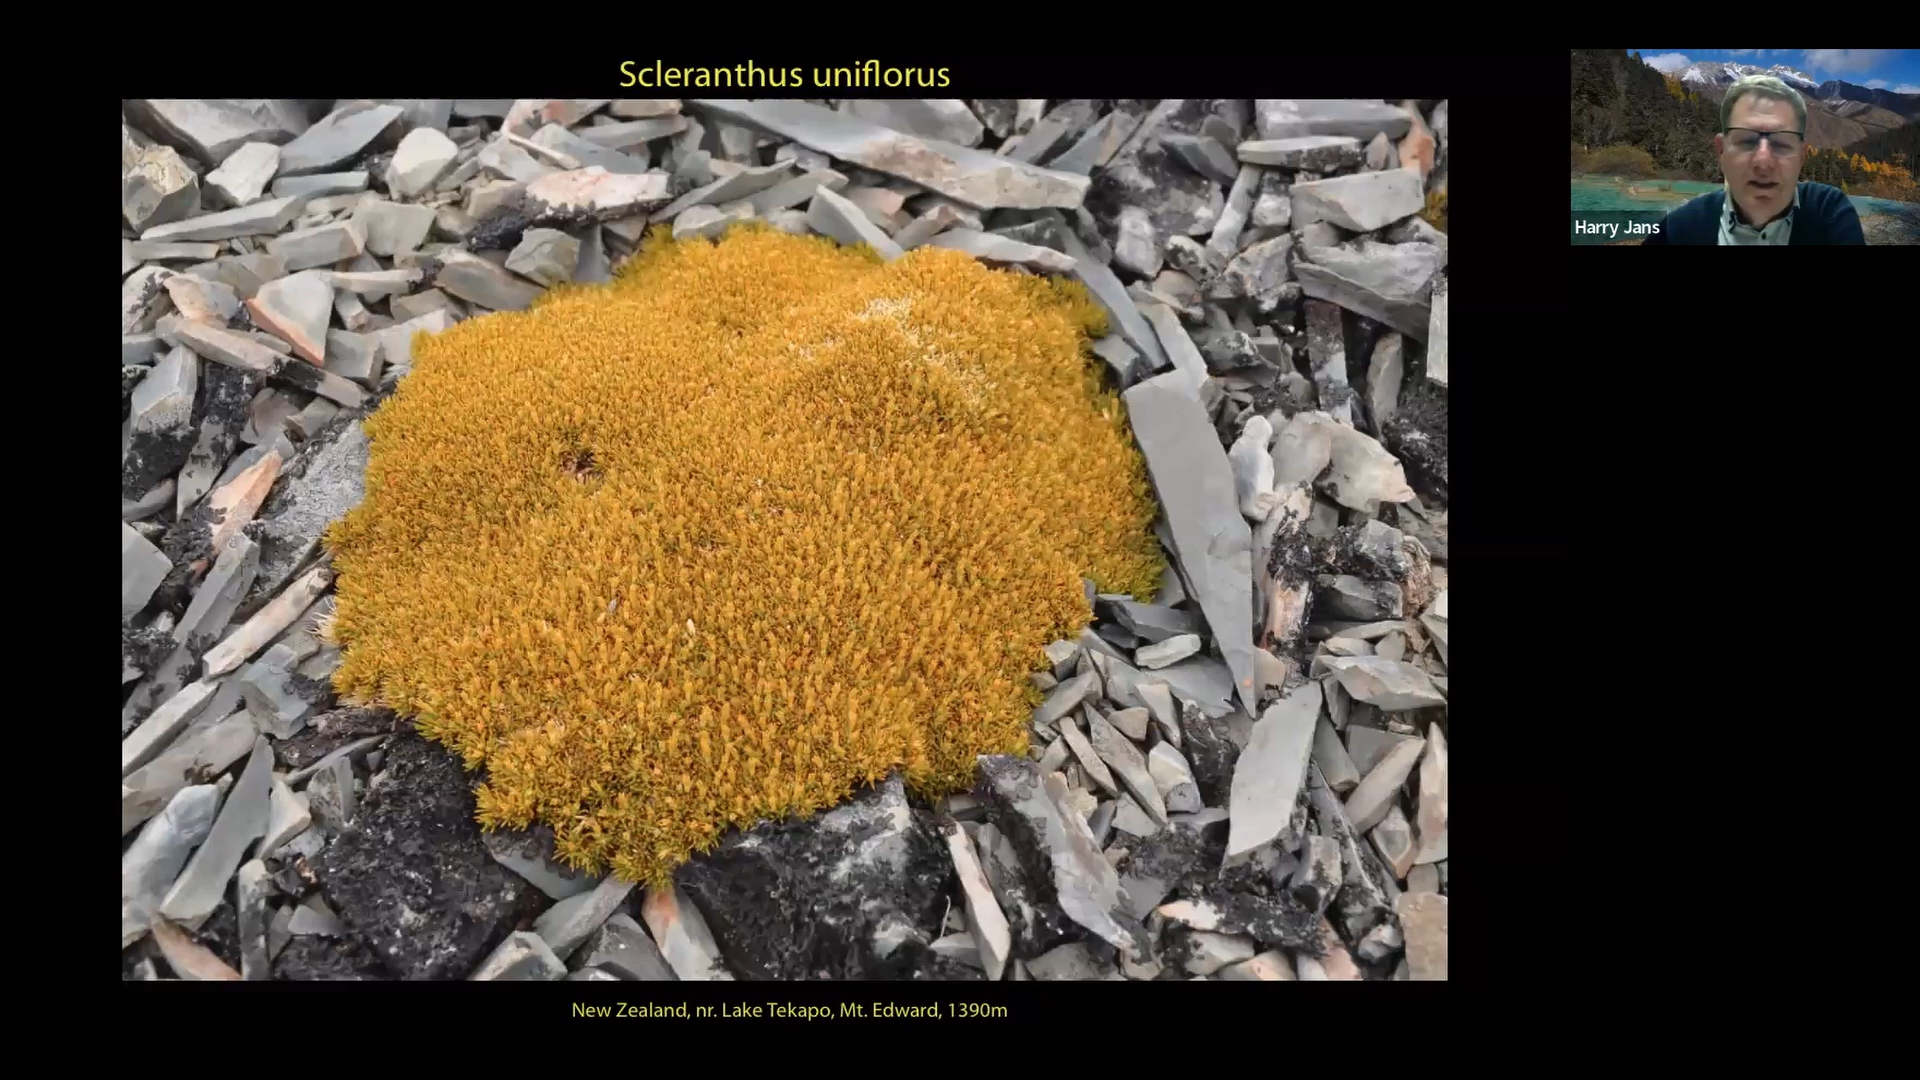 Scleranthus uniflorus
Harry Jans
New Zealand, nr. Lake Tekapo, Mt. Edward, 1390m